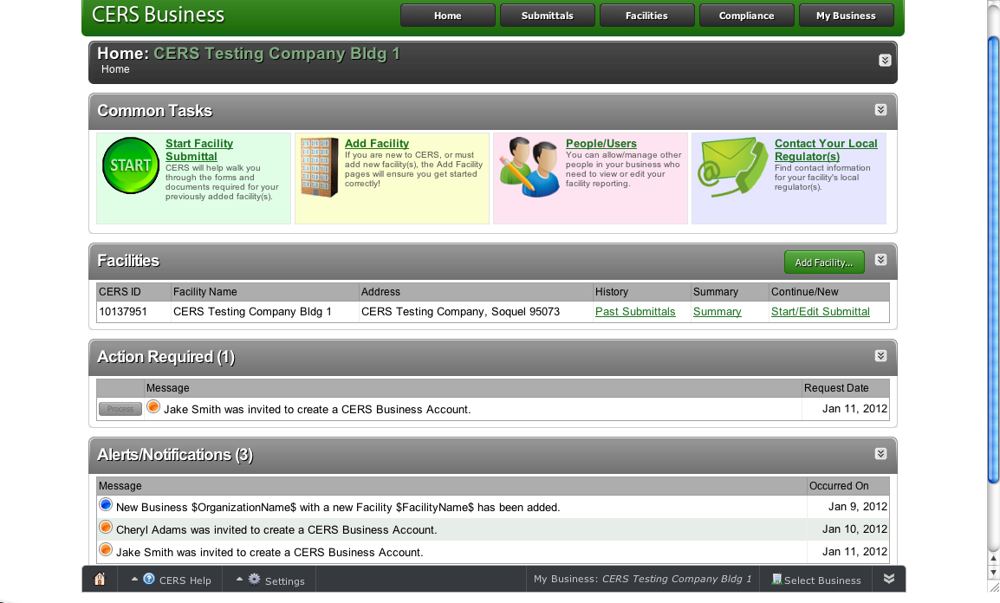 CERS Business
Home Submittals Facilities Compliance My Business
Home: CERS Testing Company Bldg 1
Home
Common Tasks
START
Start Facility
Submittal
CERS will help walk you
through the forms and
documents required for your
previously added facility(s).
Add Facility
If you are new to CERS, or must
add new facility(s), the Add Facility
pages will ensure you get started
correctly!
People/Users
You can allow/manage other
people in your business who
need to view or edit your
facility reporting.
Contact Your Local
Regulator(s)
Find contact information
for your facility's local
regulator(s).
Facilities Add Facility...
CERS ID Facility Name Address History Summary Continue/New
10137951 CERS Testing Company Bldg 1 CERS Testing Company, Soquel 95073 Past Submittals Summary Start/Edit Submittal
Action Required (1)
Message Request Date
Process Jake Smith was invited to create a CERS Business Account. Jan 11, 2012
Alerts/Notifications (3)
Message Occurred On
New Business $OrganizationName$ with a new Facility $FacilityName$ has been added. Jan 9, 2012
Cheryl Adams was invited to create a CERS Business Account. Jan 10, 2012
Jake Smith was invited to create a CERS Business Account. Jan 11, 2012
CERS Help Settings My Business: CERS Testing Company Bldg 1 Select Business